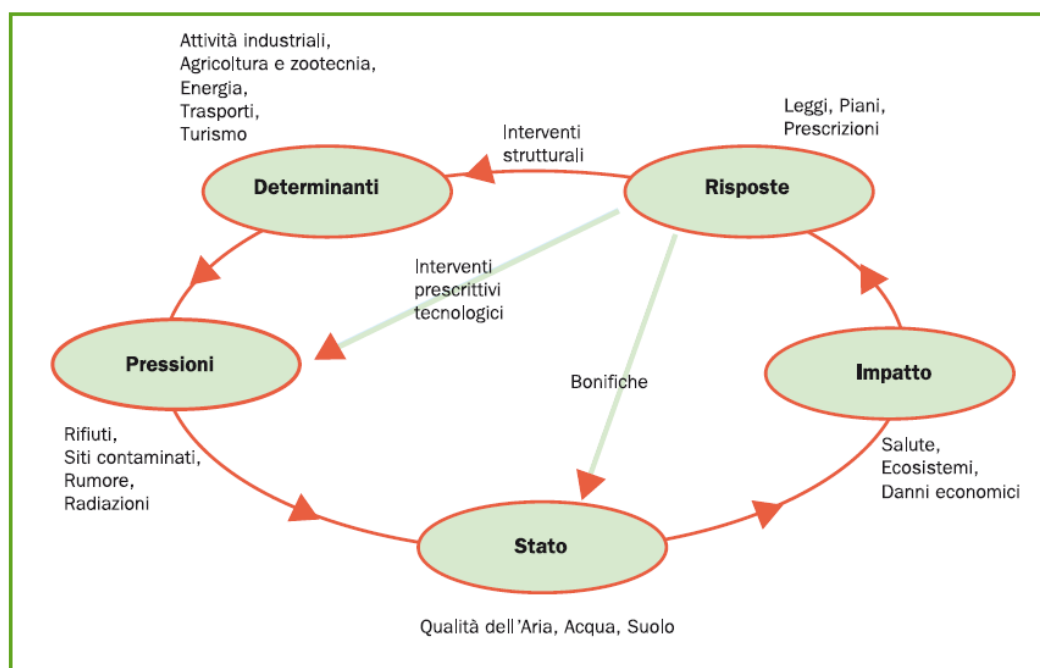 Attività industriali,
Agricoltura e zootecnia,
Energia,
Trasporti,
Turismo
Leggi, Piani,
Prescrizioni
Interventi
strutturali
Determinanti
Risposte
Interventi
prescrittivi
tecnologici
Pressioni
Bonifiche
Impatto
Rifiuti,
Siti contaminati,
Rumore,
Radiazioni
Salute,
Ecosistemi,
Danni economici
Stato
Qualità dell'Aria, Acqua, Suolo